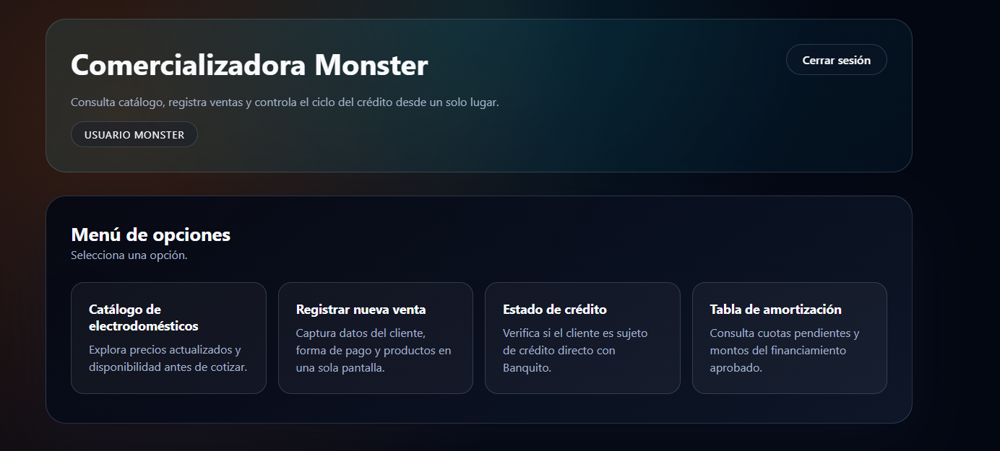 Comercializadora Monster
Cerrar sesión
Consulta catálogo, registra ventas y controla el ciclo del crédito desde un solo lugar.
USUARIO MONSTER
Menú de opciones
Selecciona una opción.
Catálogo de
electrodomésticos
Explora precios actualizados y
disponibilidad antes de cotizar.
Registrar nueva venta
Captura datos del cliente,
forma de pago y productos en
una sola pantalla.
Estado de crédito
Verifica si el cliente es sujeto
de crédito directo con
Banquito.
Tabla de amortización
Consulta cuotas pendientes y
montos del financiamiento
aprobado.